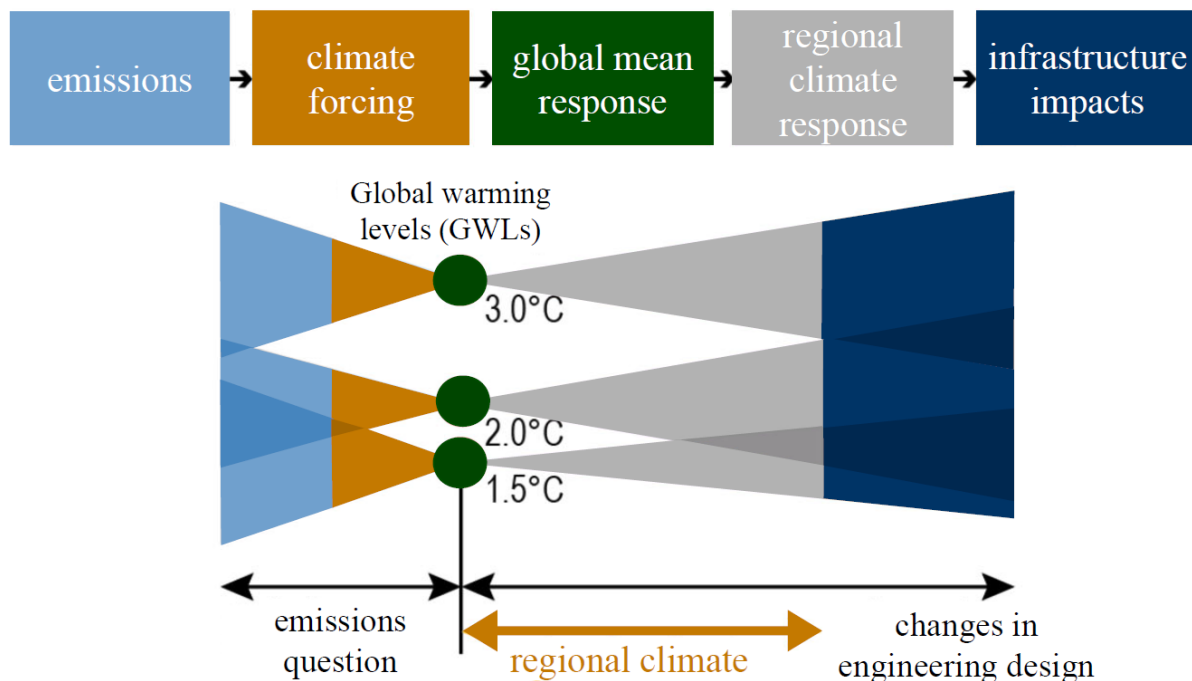 emissions
climate
forcing
global mean
response
regional
climate
response
infrastructure
impacts
Global warming
levels (GWLs)
3.0°C
2.0°C
1.5°C
emissions
question
regional climate
changes in
engineering design